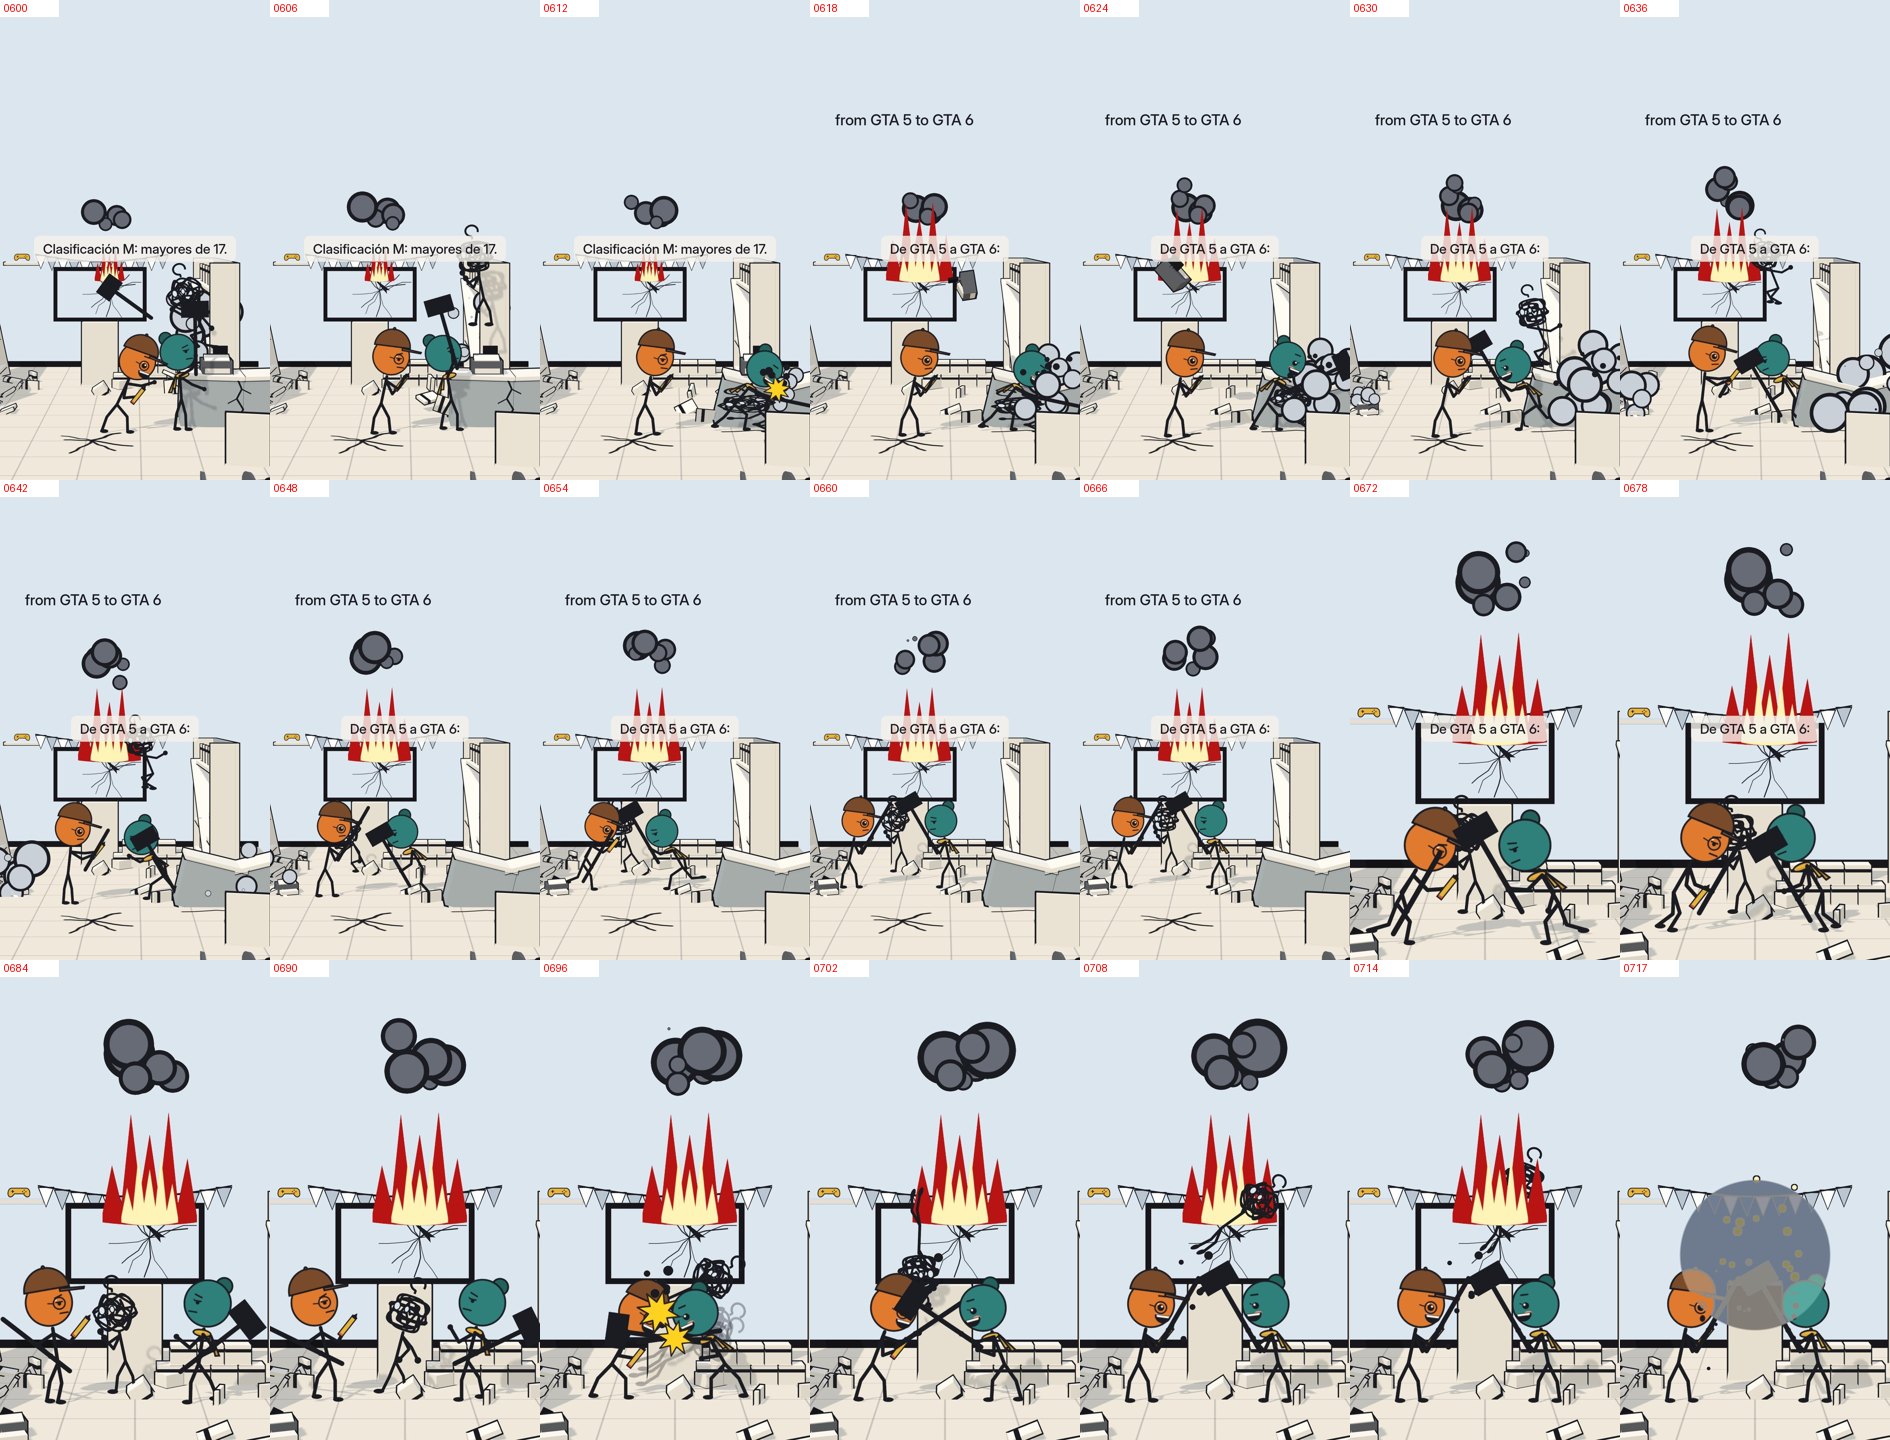 0600 0606 0612 0618 0624 0630 0636
from GTA 5 to GTA 6 from GTA 5 to GTA 6 from GTA 5 to GTA 6 from GTA 5 to GTA 6
Clasificación M: mayores de 17. Clasificación M: mayores de 17. Clasificación M: mayores de 17. De GTA 5 a GTA 6: De GTA 5 a GTA 6: De GTA 5 a GTA 6: De GTA 5 a GTA 6:
0642 0648 0654 0660 0666 0672 0678
from GTA 5 to GTA 6 from GTA 5 to GTA 6 from GTA 5 to GTA 6 from GTA 5 to GTA 6 from GTA 5 to GTA 6
De GTA 5 a GTA 6: De GTA 5 a GTA 6: De GTA 5 a GTA 6: De GTA 5 a GTA 6: De GTA 5 a GTA 6: De GTA 5 a GTA 6: De GTA 5 a GTA 6:
0684 0690 0696 0702 0708 0714 0717